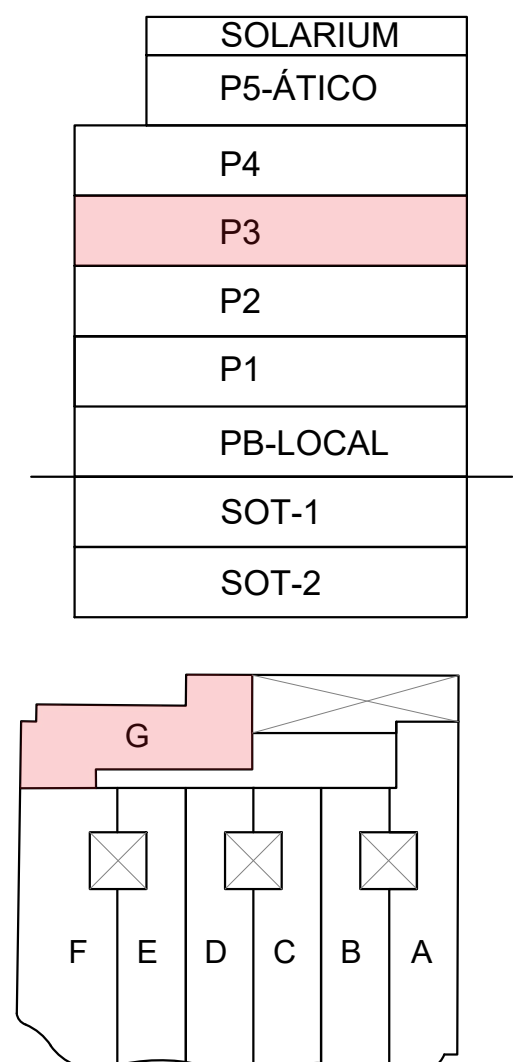 SOLARIUM
P5-ÁTICO
P4
P3
P2
P1
PB-LOCAL
SOT-1
SOT-2
G
F E D C B A